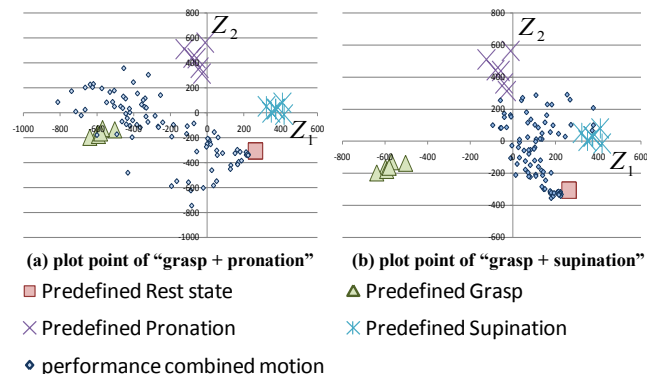 800
600
400
200
0
-200
-400
-600
-800
-1000
-1000 -800 -600 -400 -200 0 200 400 600
Z2
Z1
800
600
400
200
0
-200
-400
-600
-800 -600 -400 -200 0 200 400 600
Z2
Z1
(a) plot point of “grasp + pronation”
(b) plot point of “grasp + supination”
Predefined Rest state
Predefined Grasp
Predefined Pronation
Predefined Supination
performance combined motion